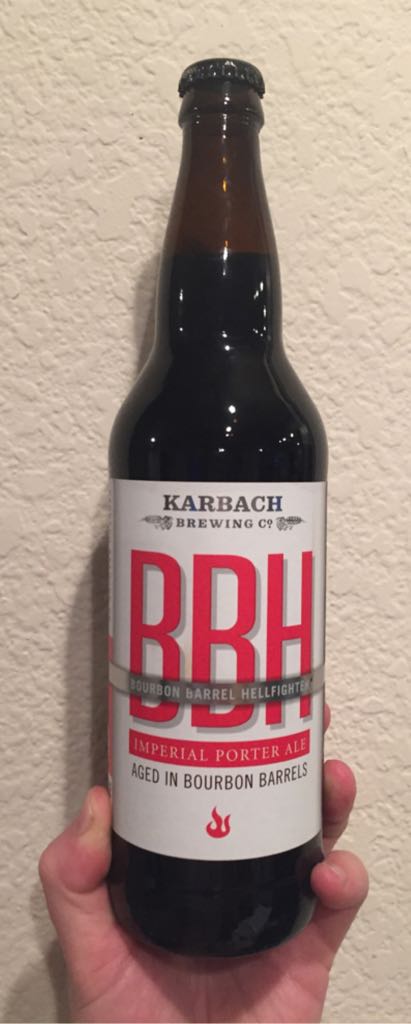 KARBACH
BREWING Cº
BBH
BOURBON BARREL HELLFIGHTER
IMPERIAL PORTER ALE
AGED IN BOURBON BARRELS